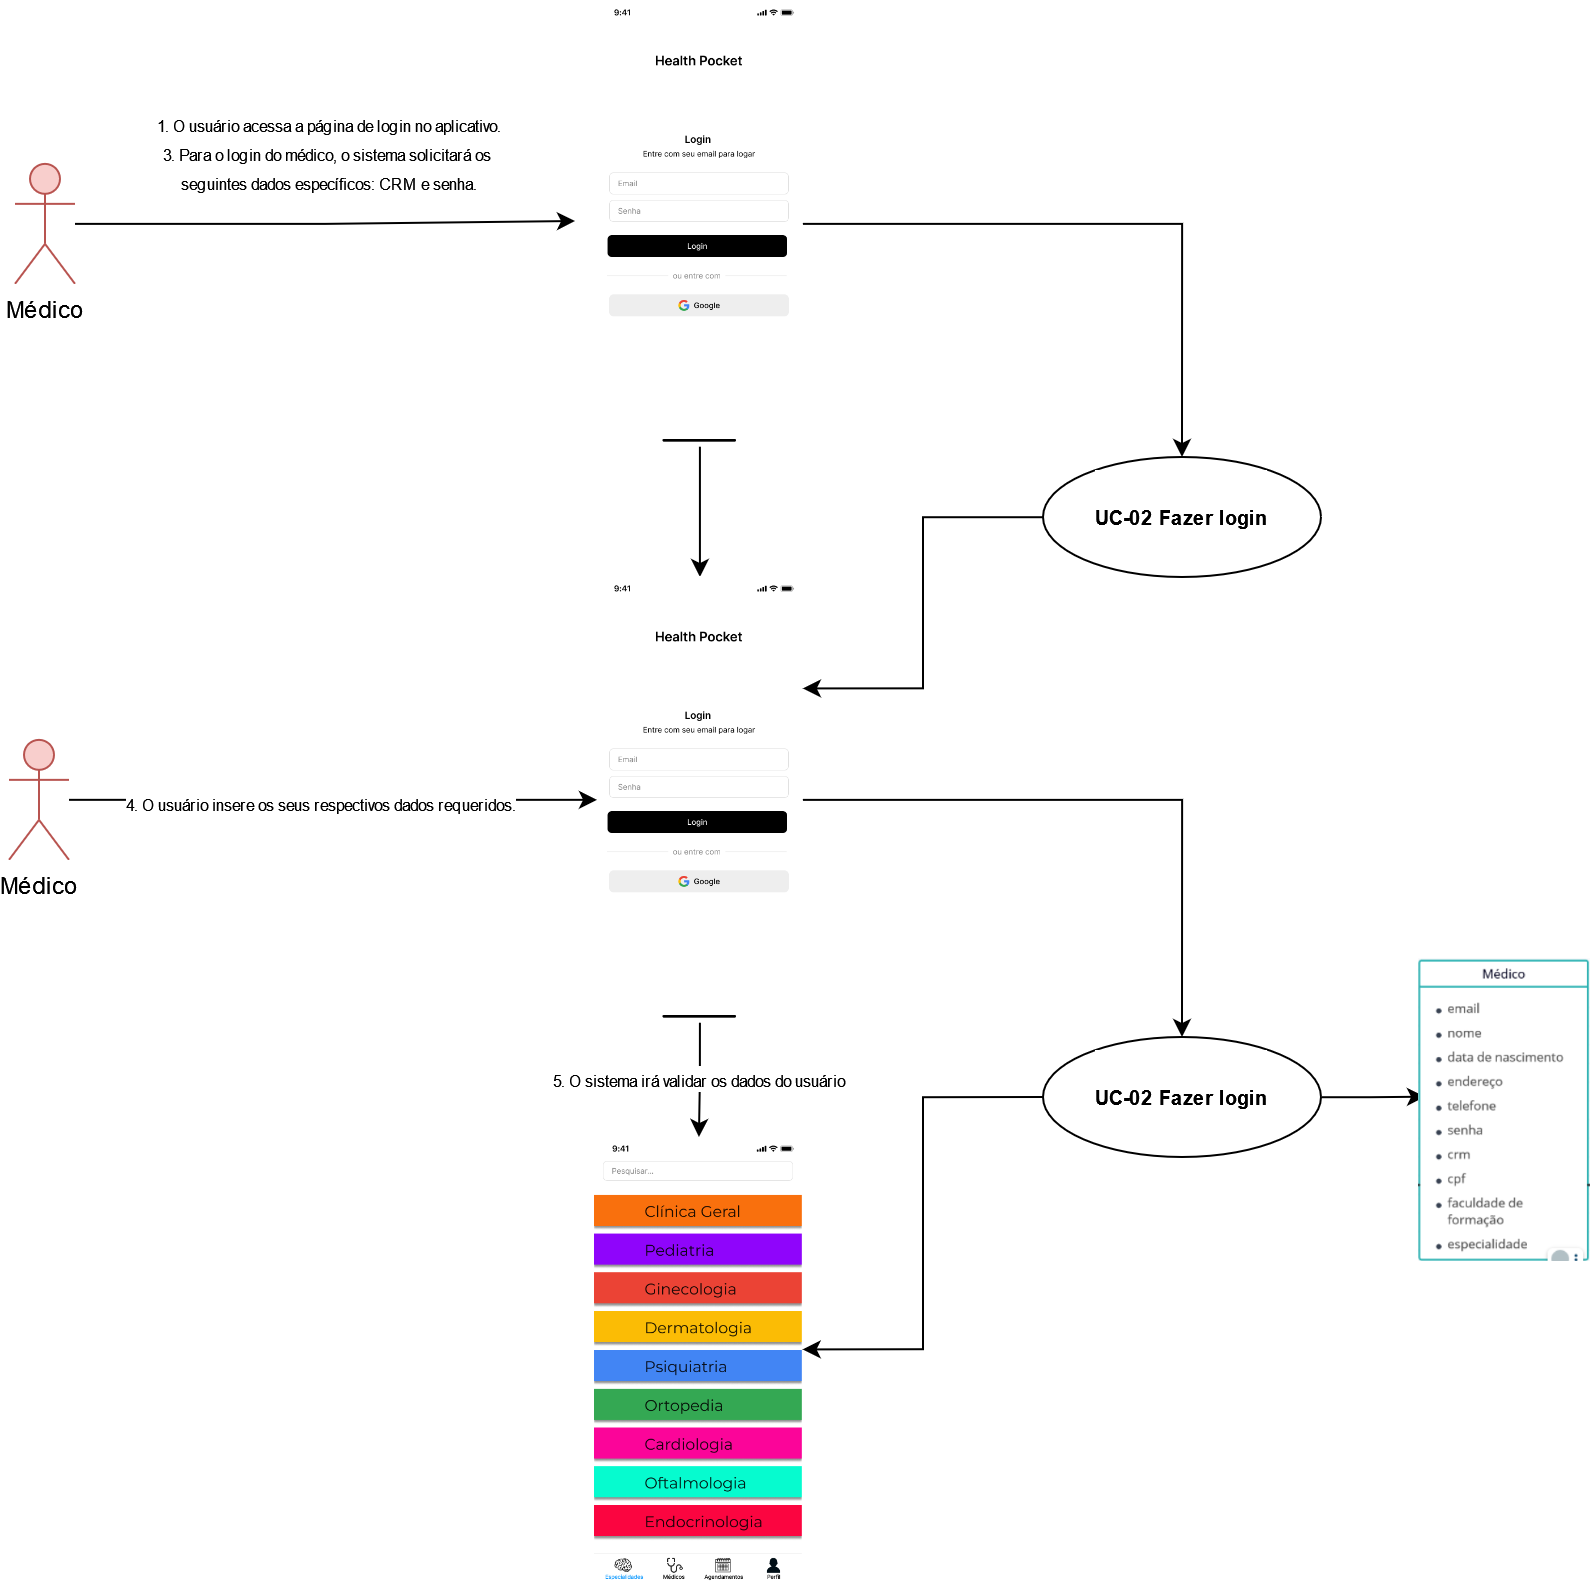 9:41
Health Pocket
1. O usuário acessa a página de login no aplicativo.
3. Para o login do médico, o sistema solicitará os
seguintes dados específicos: CRM e senha.
Médico
Login
Entre com seu email para logar
Email
Senha
Login
ou entre com
Google
UC-02 Fazer login
9:41
Health Pocket
Login
Entre com seu email para logar
Email
Senha
Login
ou entre com
Google
4. O usuário insere os seus respectivos dados requeridos.
Médico
5. O sistema irá validar os dados do usuário
UC-02 Fazer login
Médico
email
nome
data de nascimento
endereço
telefone
senha
crm
cpf
faculdade de
formação
especialidade
9:41
Pesquisar...
Clínica Geral
Pediatria
Ginecologia
Dermatologia
Psiquiatria
Ortopedia
Cardiologia
Oftalmologia
Endocrinologia
Especialidades
Médicos
Agendamentos
Perfil